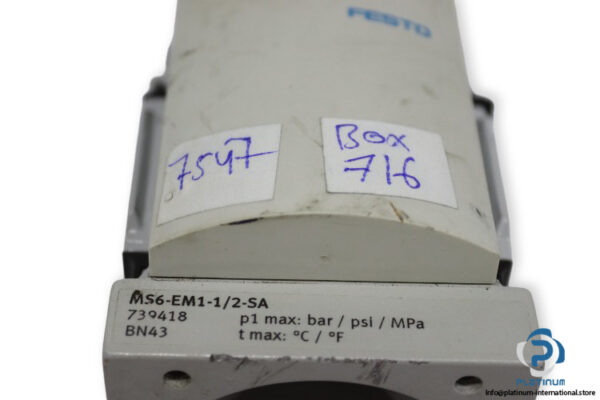 FESTO
7547
Box
716
MS6-EM1-1/2-SA
739418 p1 max: bar / psi / MPa
BN43 t max: °C / °F
PLATINUM
INTERNATIONAL
Info@platinum-international.store